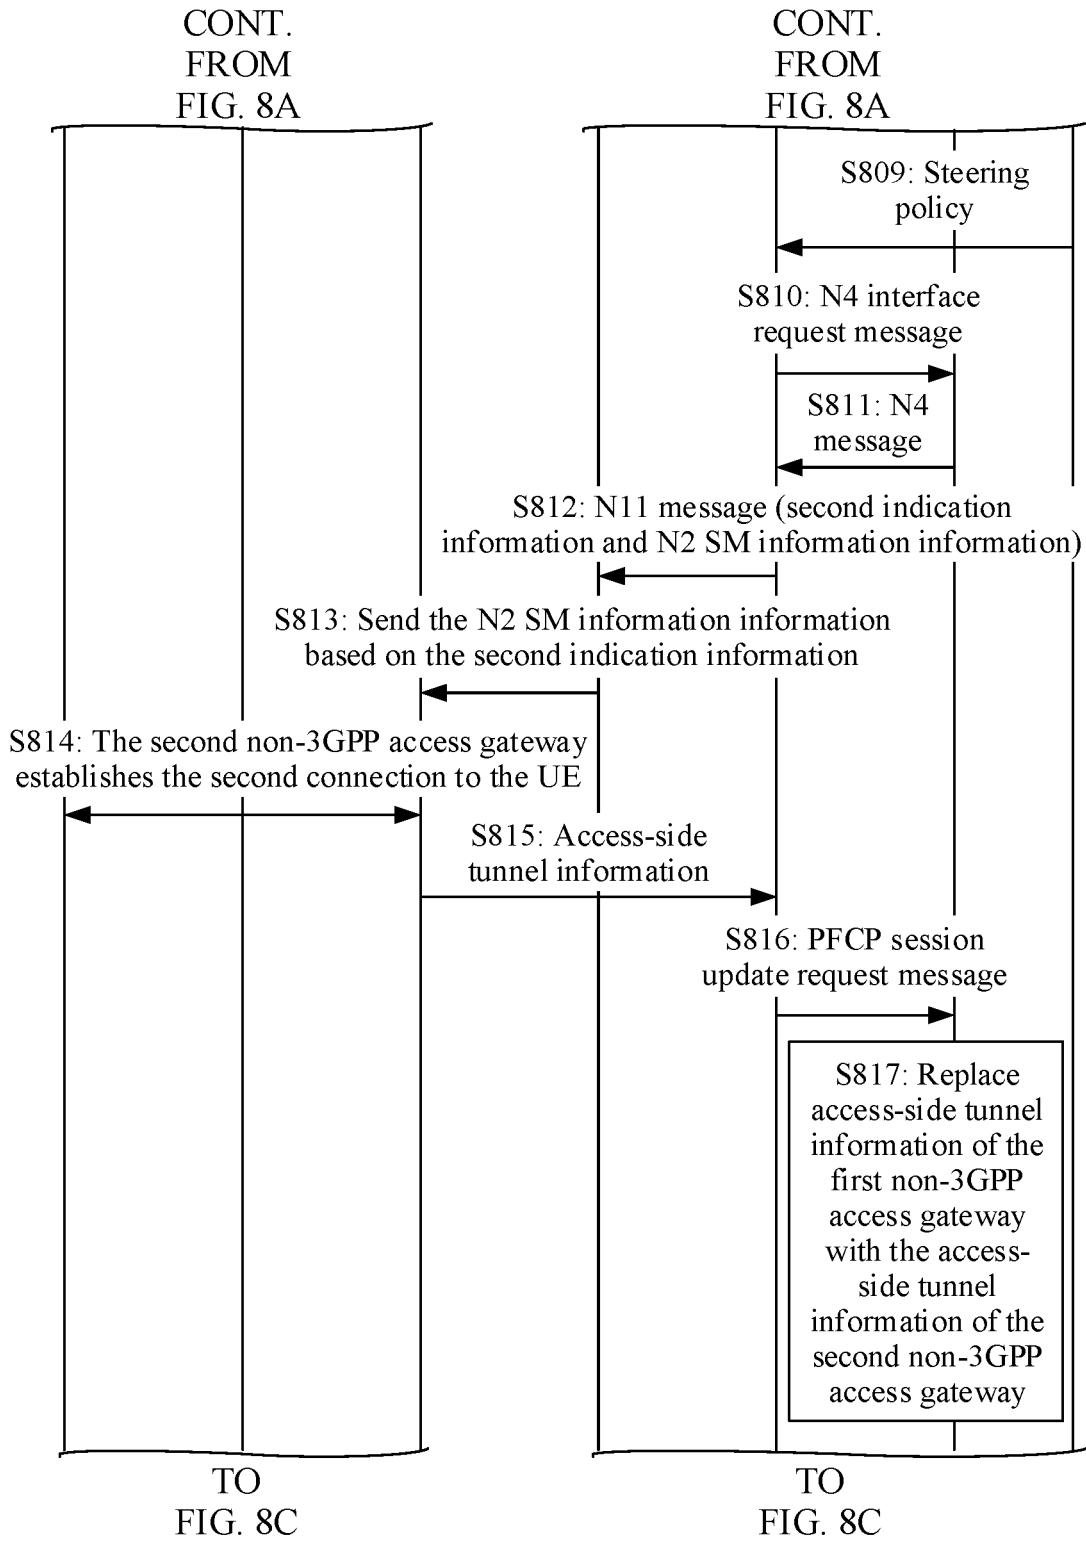 CONT.
FROM
FIG. 8A
CONT.
FROM
FIG. 8A
S809: Steering
policy
S810: N4 interface
request message
S811: N4
message
S812: N11 message (second indication
information and N2 SM information information)
S813: Send the N2 SM information information
based on the second indication information
S814: The second non-3GPP access gateway
establishes the second connection to the UE
S815: Access-side
tunnel information
S816: PFCP session
update request message
S817: Replace
access-side tunnel
information of the
first non-3GPP
access gateway
with the access-
side tunnel
information of the
second non-3GPP
access gateway
TO
FIG. 8C
TO
FIG. 8C